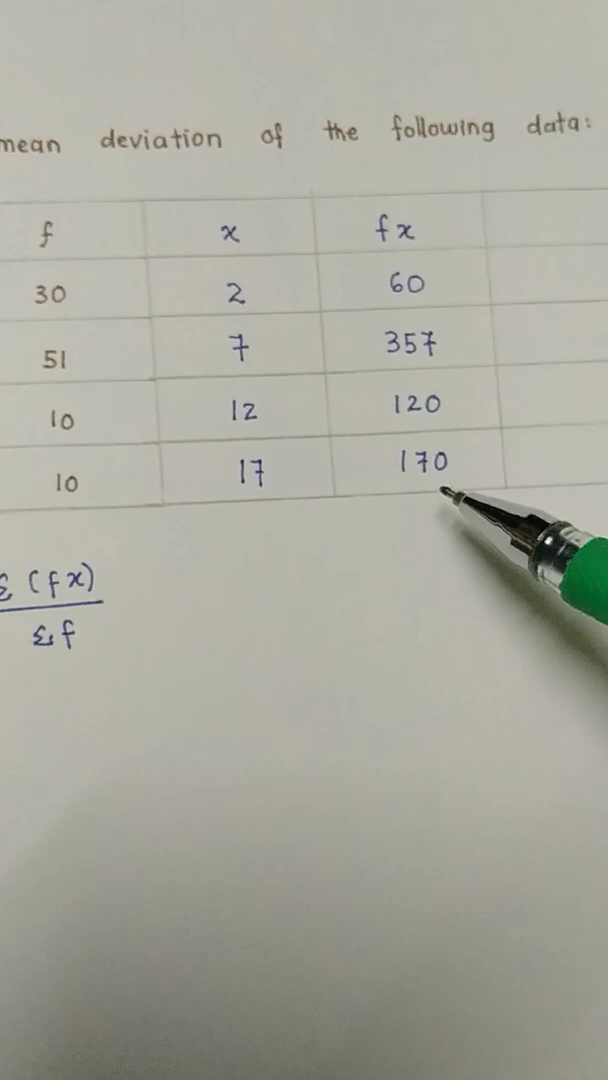 mean deviation of the following data:
f x fx
30 2 60
51 7 357
10 12 120
10 17 170
Σ (fx)
Σf